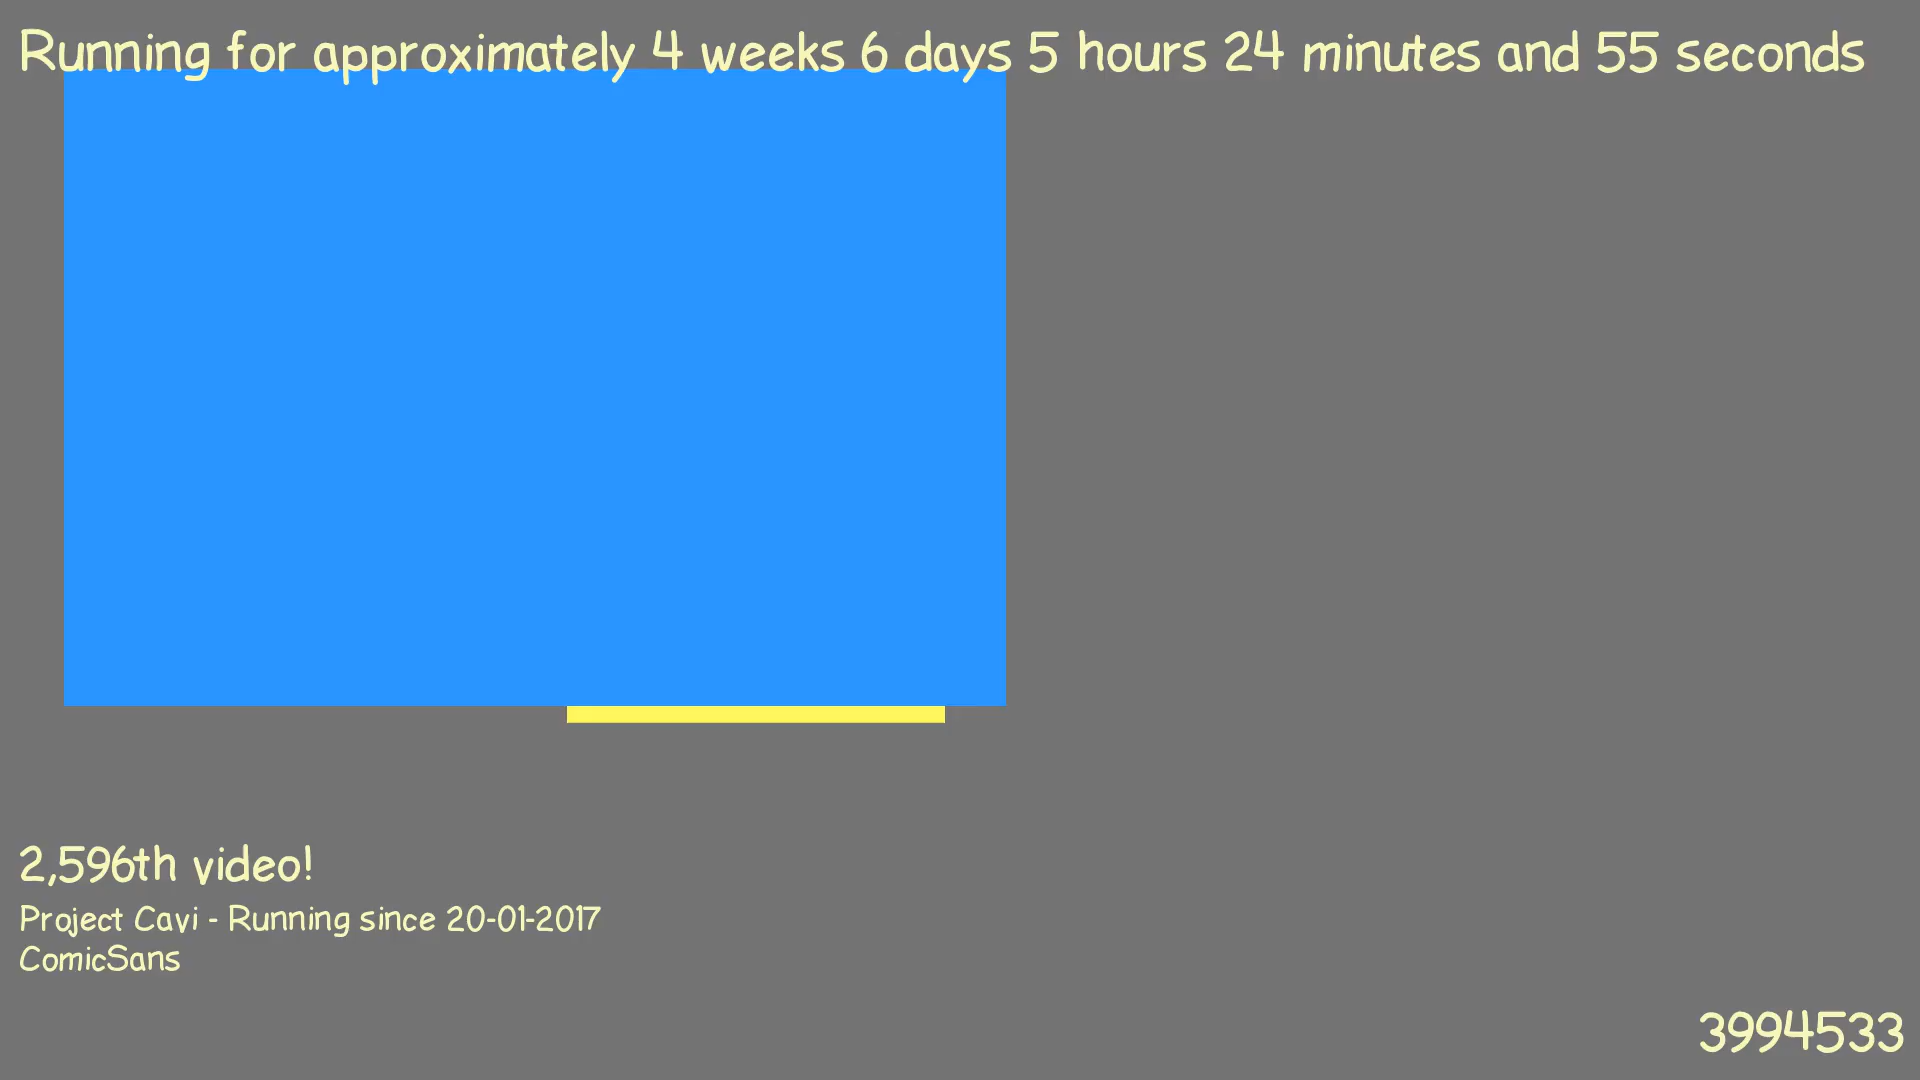 Running for approximately 4 weeks 6 days 5 hours 24 minutes and 55 seconds
2,596th video!
Project Cavi - Running since 20-01-2017
ComicSans
3994533